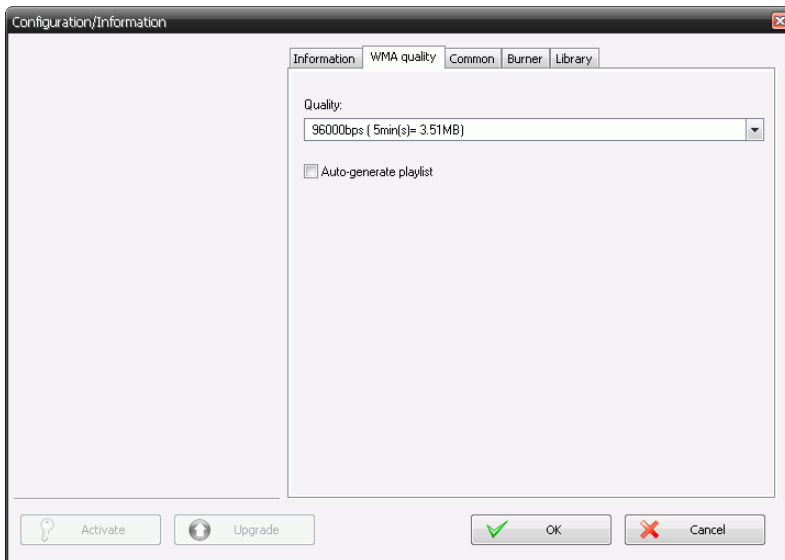 Configuration/Information
Information WMA quality Common Burner Library
Quality:
96000bps ( 5min(s)= 3.51MB)
Auto-generate playlist
Activate Upgrade OK Cancel